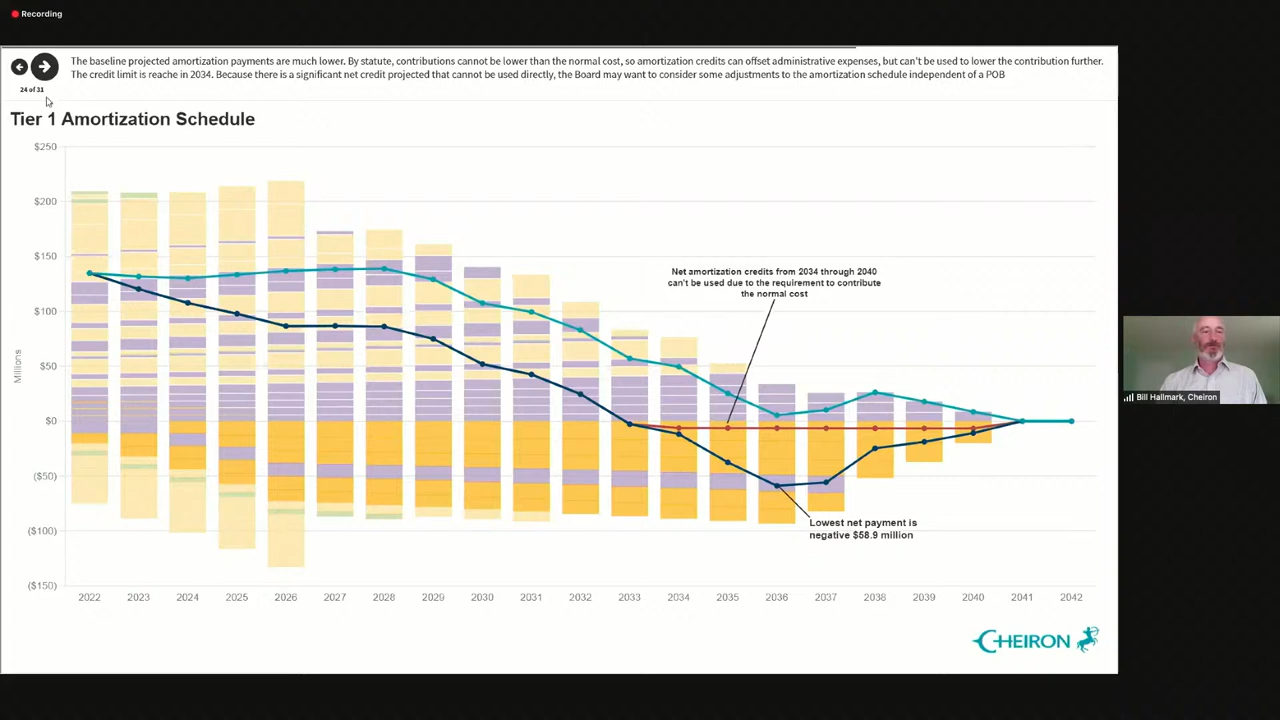 Recording
The baseline projected amortization payments are much lower. By statute, contributions cannot be lower than the normal cost, so amortization credits can offset administrative expenses, but can't be used to lower the contribution further.
The credit limit is reache in 2034. Because there is a significant net credit projected that cannot be used directly, the Board may want to consider some adjustments to the amortization schedule independent of a POB
24 of 31
Tier 1 Amortization Schedule
$250
$200
$150
$100
$50
$0
($50)
($100)
($150)
Millions
Net amortization credits from 2034 through 2040
can't be used due to the requirement to contribute
the normal cost
Lowest net payment is
negative $58.9 million
2022 2023 2024 2025 2026 2027 2028 2029 2030 2031 2032 2033 2034 2035 2036 2037 2038 2039 2040 2041 2042
CHEIRON
Bill Hallmark, Cheiron